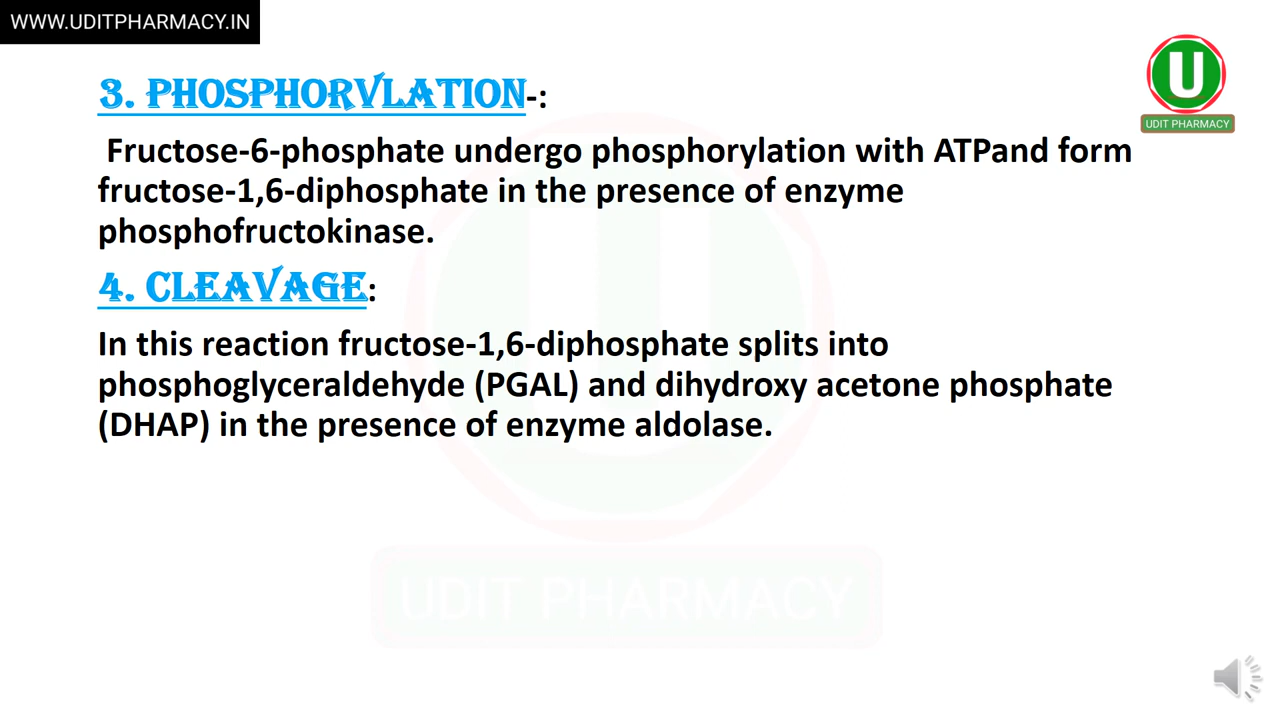 WWW.UDITPHARMACY.IN
U
UDIT PHARMACY
3. PHOSPHORYLATION-:
Fructose-6-phosphate undergo phosphorylation with ATPand form
fructose-1,6-diphosphate in the presence of enzyme
phosphofructokinase.
4. CLEAVAGE:
In this reaction fructose-1,6-diphosphate splits into
phosphoglyceraldehyde (PGAL) and dihydroxy acetone phosphate
(DHAP) in the presence of enzyme aldolase.
U
UDIT PHARMACY